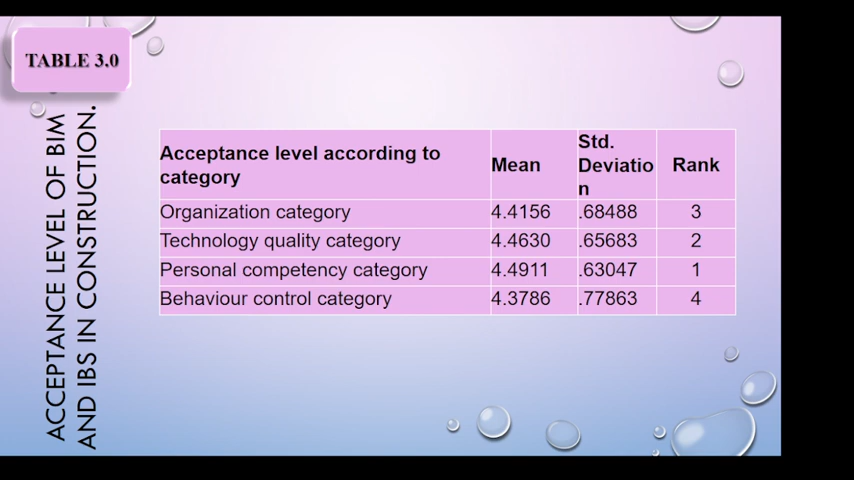 TABLE 3.0
ACCEPTANCE LEVEL OF BIM
AND IBS IN CONSTRUCTION.
Acceptance level according to
category
Mean
Std.
Deviatio
n
Rank
Organization category 4.4156 .68488 3
Technology quality category 4.4630 .65683 2
Personal competency category 4.4911 .63047 1
Behaviour control category 4.3786 .77863 4